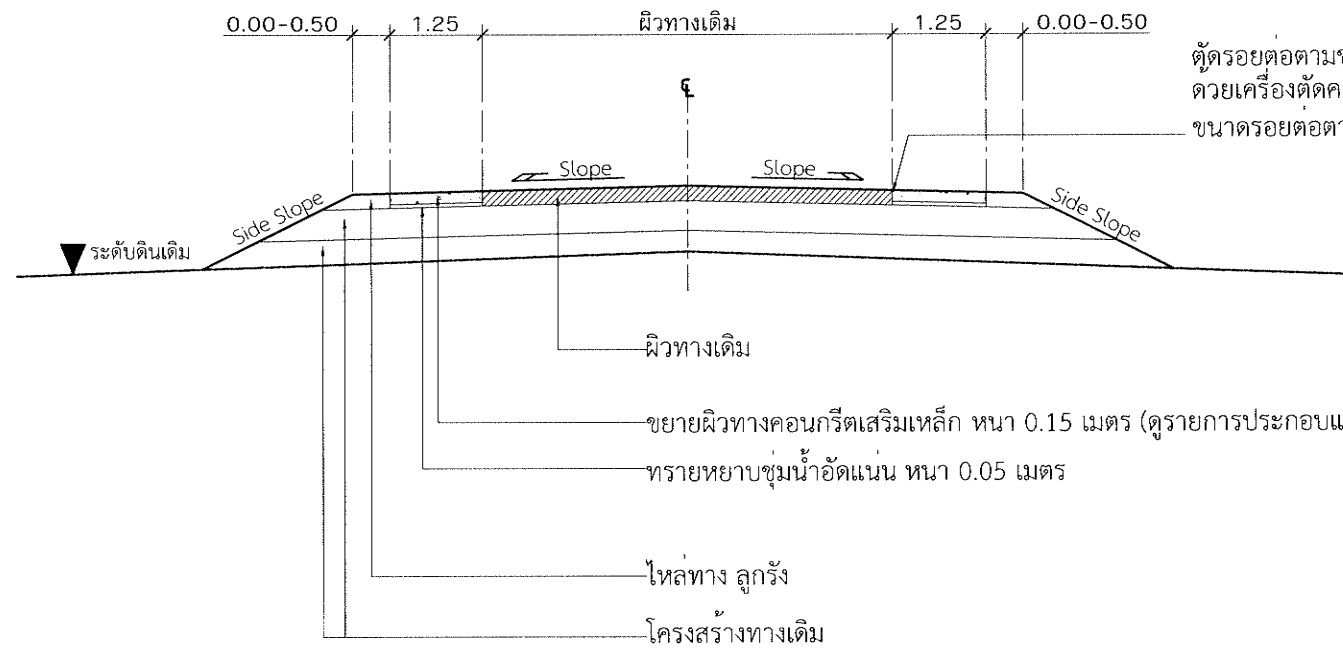 0.00-0.50 1.25 ผิวทางเดิม 1.25 0.00-0.50
ตัดรอยต่อตาม
ด้วยเครื่องตัด
ขนาดรอยต่อ
Slope Slope
Side Slope Side Slope
ระดับดินเดิม
ผิวทางเดิม
ขยายผิวทางคอนกรีตเสริมเหล็ก หนา 0.15 เมตร (ดูรายการประกอบ
ทรายหยาบชุ่มน้ำอัดแน่น หนา 0.05 เมตร
ไหล่ทาง ลูกรัง
โครงสร้างทางเดิม